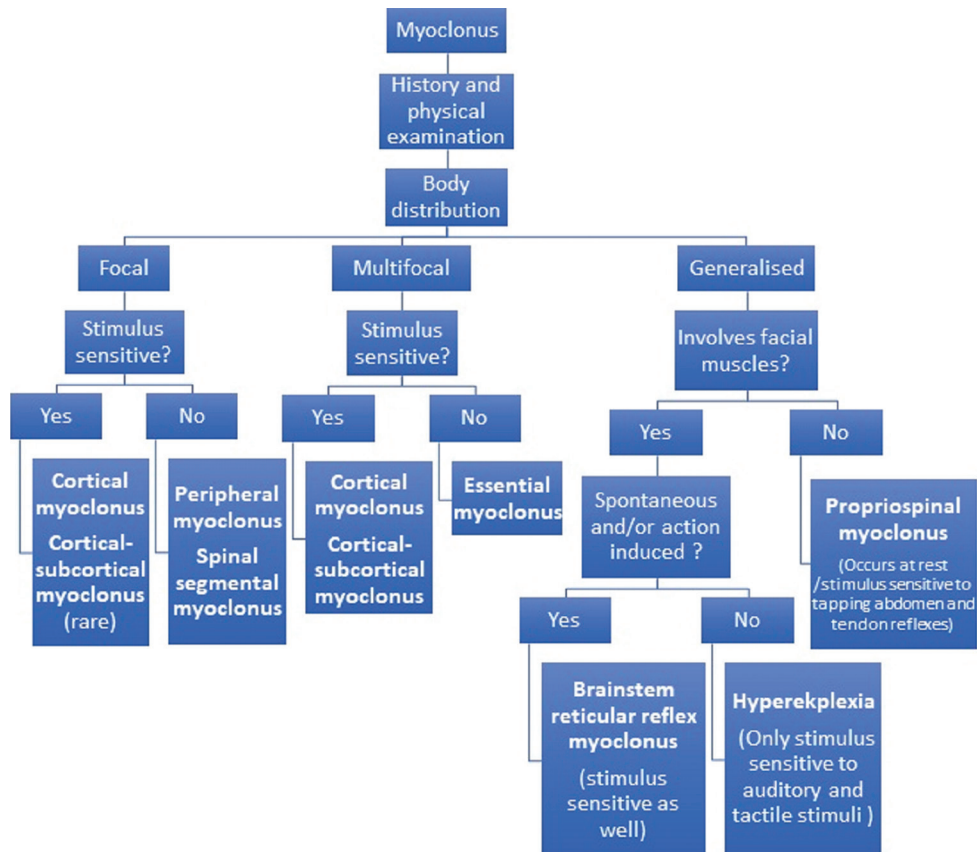 Myoclonus
History and
physical
examination
Body
distribution
Focal
Multifocal
Generalised
Stimulus
sensitive?
Stimulus
sensitive?
Involves facial
muscles?
Yes
No
Yes
No
Yes
No
Cortical
myoclonus
Cortical-
subcortical
myoclonus
(rare)
Peripheral
myoclonus
Spinal
segmental
myoclonus
Cortical
myoclonus
Cortical-
subcortical
myoclonus
Essential
myoclonus
Spontaneous
and/or action
induced ?
Propriospinal
myoclonus
(Occurs at rest
/stimulus sensitive to
tapping abdomen and
tendon reflexes)
Yes
No
Brainstem
reticular reflex
myoclonus
(stimulus
sensitive as
well)
Hyperekplexia
(Only stimulus
sensitive to
auditory and
tactile stimuli )